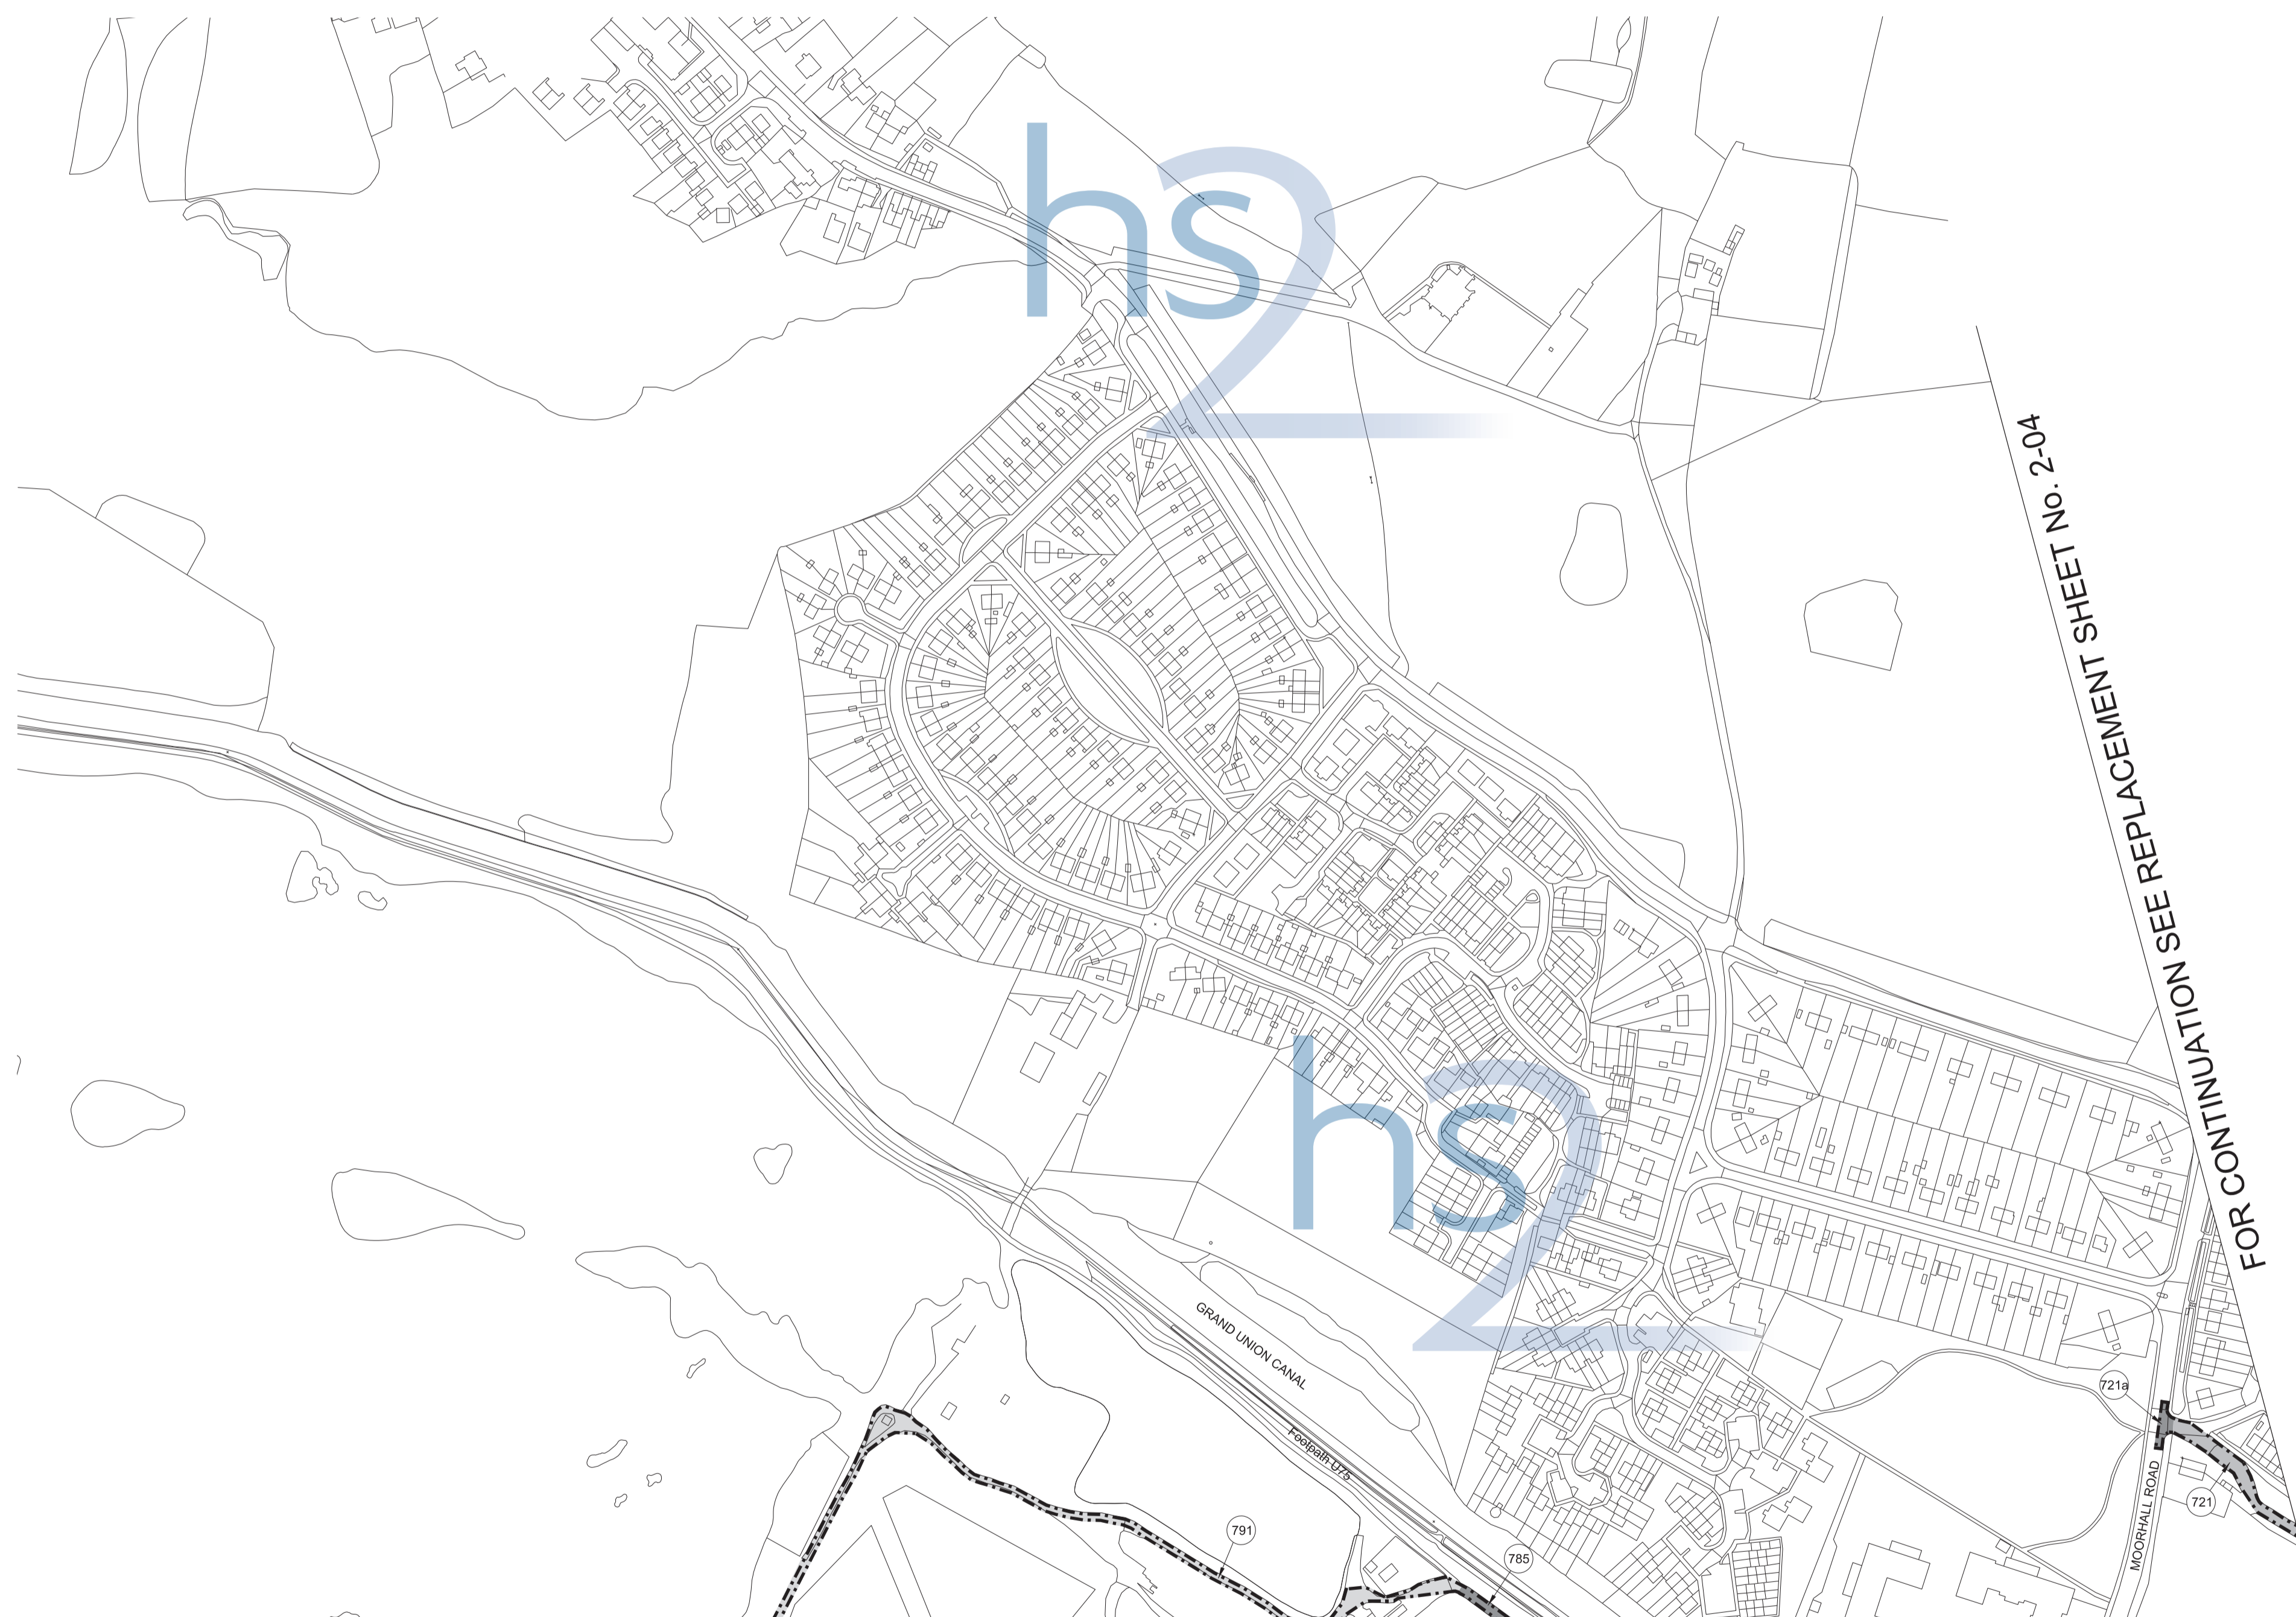 hs2
FOR CONTINUATION SEE REPLACEMENT SHEET No. 2-04
hs2
GRAND UNION CANAL
Footpath U75
721a
MOORHALL ROAD
721
791
785